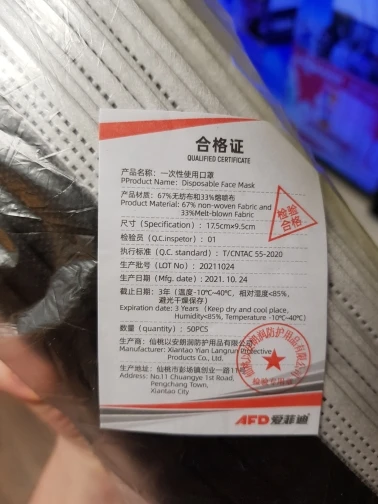 合格证
QUALIFIED CERTIFICATE
产品名称：一次性使用口罩
PProduct Name：Disposable Face Mask
产品材质：67%无纺布和33%熔喷布
Product Material: 67% non-woven Fabric and
33%Melt-blown Fabric
检验
合格
尺寸 (Specification)：17.5cm×9.5cm
检验员 (Q.C.inspetor)：01
执行标准 (Q.C. standard)：T/CNTAC 55-2020
生产批号 (LOT No)：20211024
生产日期 (Mfg. date)：2021. 10. 24
截止日期：3年 (温度-10℃~40℃，相对湿度<85%，
避光干燥保存)
Expiration date: 3 Years （Keep dry and cool place,
Humidity<85%, Temperature -10℃~40℃)
数量 (quantity)：50PCS
生产商：仙桃以安朗润防护用品有限公司
Manufacturer: Xiantao Yian Langrun Protective
Products Co., Ltd.
生产地址：仙桃市彭场镇创业一路11号
Address: No.11 Chuangye 1st Road,
Pengchang Town,
Xiantao City
检验专用章
AFD 爱菲迪